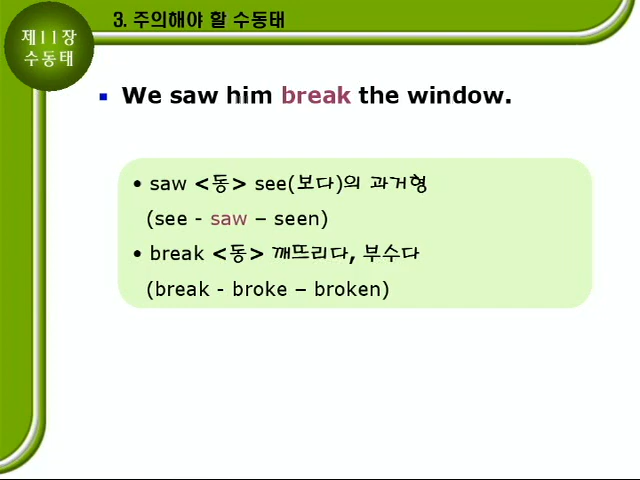 제11장
수동태
3. 주의해야 할 수동태
▪ We saw him break the window.
• saw <동> see(보다)의 과거형
(see - saw – seen)
• break <동> 깨뜨리다, 부수다
(break - broke – broken)